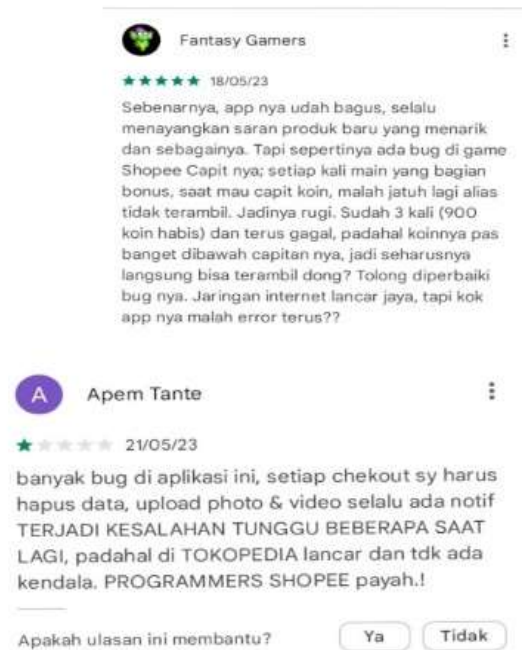 Fantasy Gamers
18/05/23
Sebenarnya, app nya udah bagus, selalu
menayangkan saran produk baru yang menarik
dan sebagainya. Tapi sepertinya ada bug di game
Shopee Capit nya; setiap kali main yang bagian
bonus, saat mau capit koin, malah jatuh lagi alias
tidak terambil. Jadinya rugi. Sudah 3 kali (900
koin habis) dan terus gagal, padahal koinnya pas
banget dibawah capitan nya, jadi seharusnya
langsung bisa terambil dong? Tolong diperbaiki
bug nya. Jaringan internet lancar jaya, tapi kok
app nya malah error terus??
A
Apem Tante
21/05/23
banyak bug di aplikasi ini, setiap chekout sy harus
hapus data, upload photo & video selalu ada notif
TERJADI KESALAHAN TUNGGU BEBERAPA SAAT
LAGI, padahal di TOKOPEDIA lancar dan tdk ada
kendala. PROGRAMMERS SHOPEE payah.!
Apakah ulasan ini membantu?
Ya
Tidak